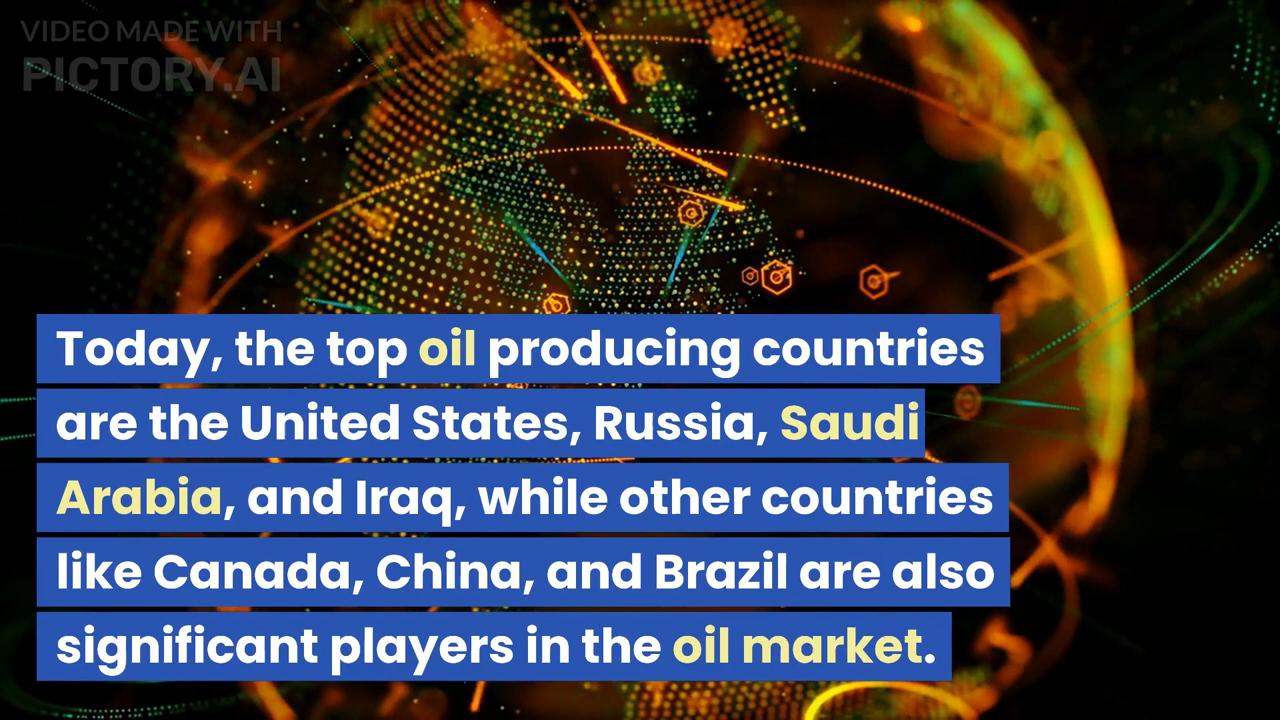 VIDEO MADE WITH
PICTORY.AI
Today, the top oil producing countries
are the United States, Russia, Saudi
Arabia, and Iraq, while other countries
like Canada, China, and Brazil are also
significant players in the oil market.